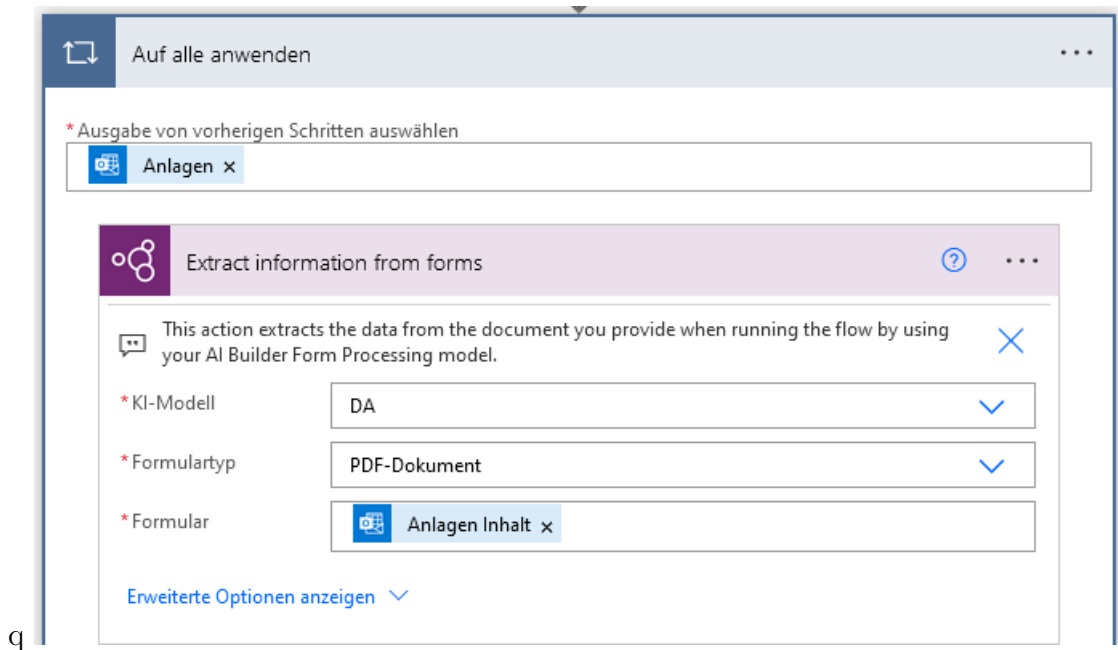 Auf alle anwenden
* Ausgabe von vorherigen Schritten auswählen
Anlagen ×
Extract information from forms
This action extracts the data from the document you provide when running the flow by using
your AI Builder Form Processing model.
* KI-Modell DA
* Formulartyp PDF-Dokument
* Formular Anlagen Inhalt ×
Erweiterte Optionen anzeigen
q